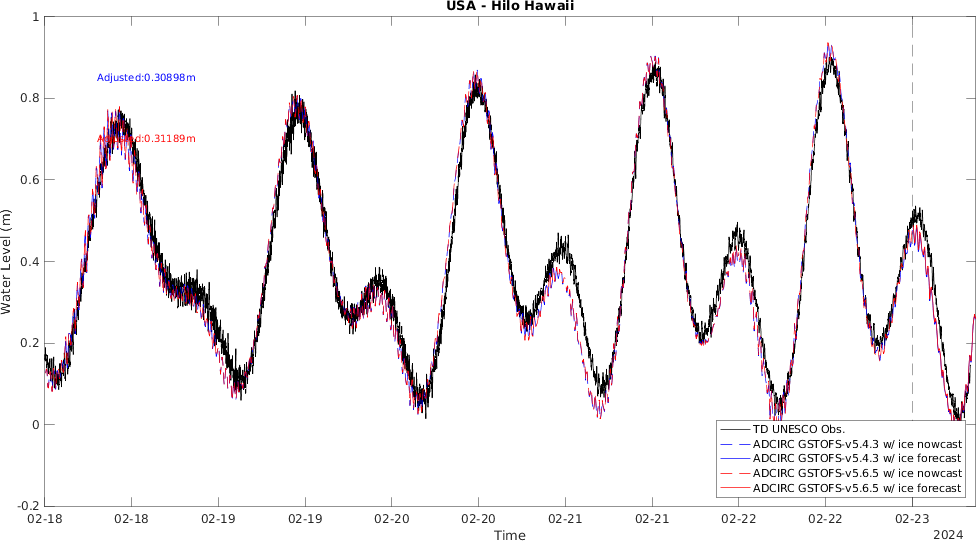 USA - Hilo Hawaii
1
0.8
0.6
0.4
0.2
0
-0.2
Water Level (m)
Adjusted:0.30898m
Adjusted:0.31189m
TD UNESCO Obs.
ADCIRC GSTOFS-v5.4.3 w/ ice nowcast
ADCIRC GSTOFS-v5.4.3 w/ ice forecast
ADCIRC GSTOFS-v5.6.5 w/ ice nowcast
ADCIRC GSTOFS-v5.6.5 w/ ice forecast
02-18 02-18 02-19 02-19 02-20 02-20 02-21 02-21 02-22 02-22 02-23
Time
2024